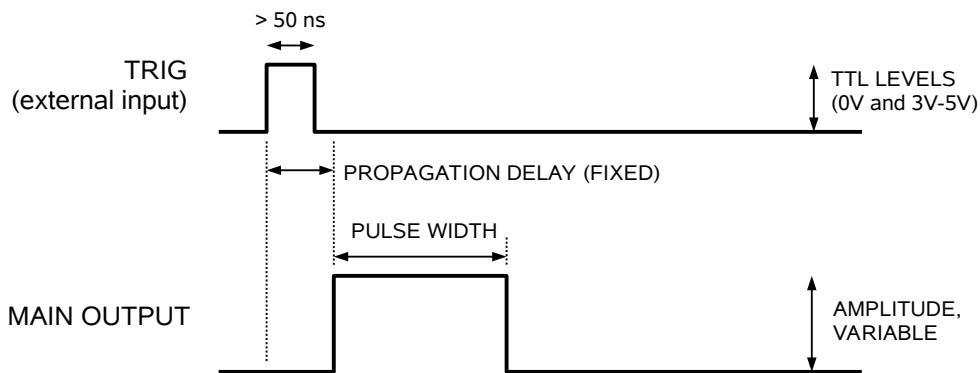 > 50 ns
TRIG
(external input)
TTL LEVELS
(0V and 3V-5V)
PROPAGATION DELAY (FIXED)
PULSE WIDTH
MAIN OUTPUT
AMPLITUDE,
VARIABLE